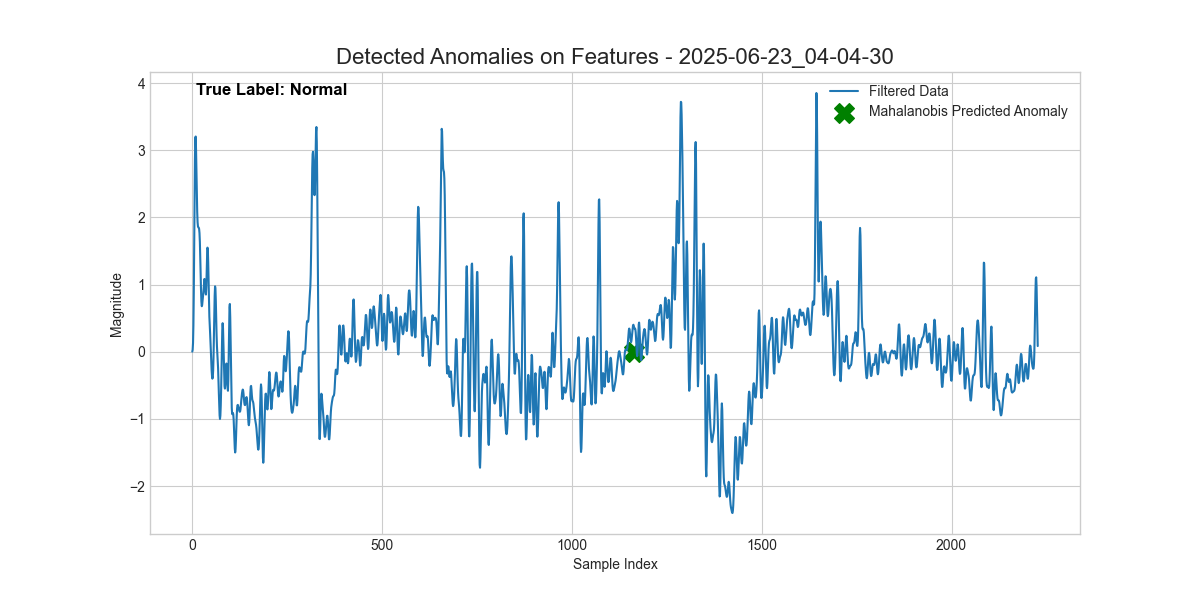 Detected Anomalies on Features - 2025-06-23_04-04-30
True Label: Normal
Filtered Data
Mahalanobis Predicted Anomaly
Magnitude
4
3
2
1
0
−1
−2
0 500 1000 1500 2000
Sample Index